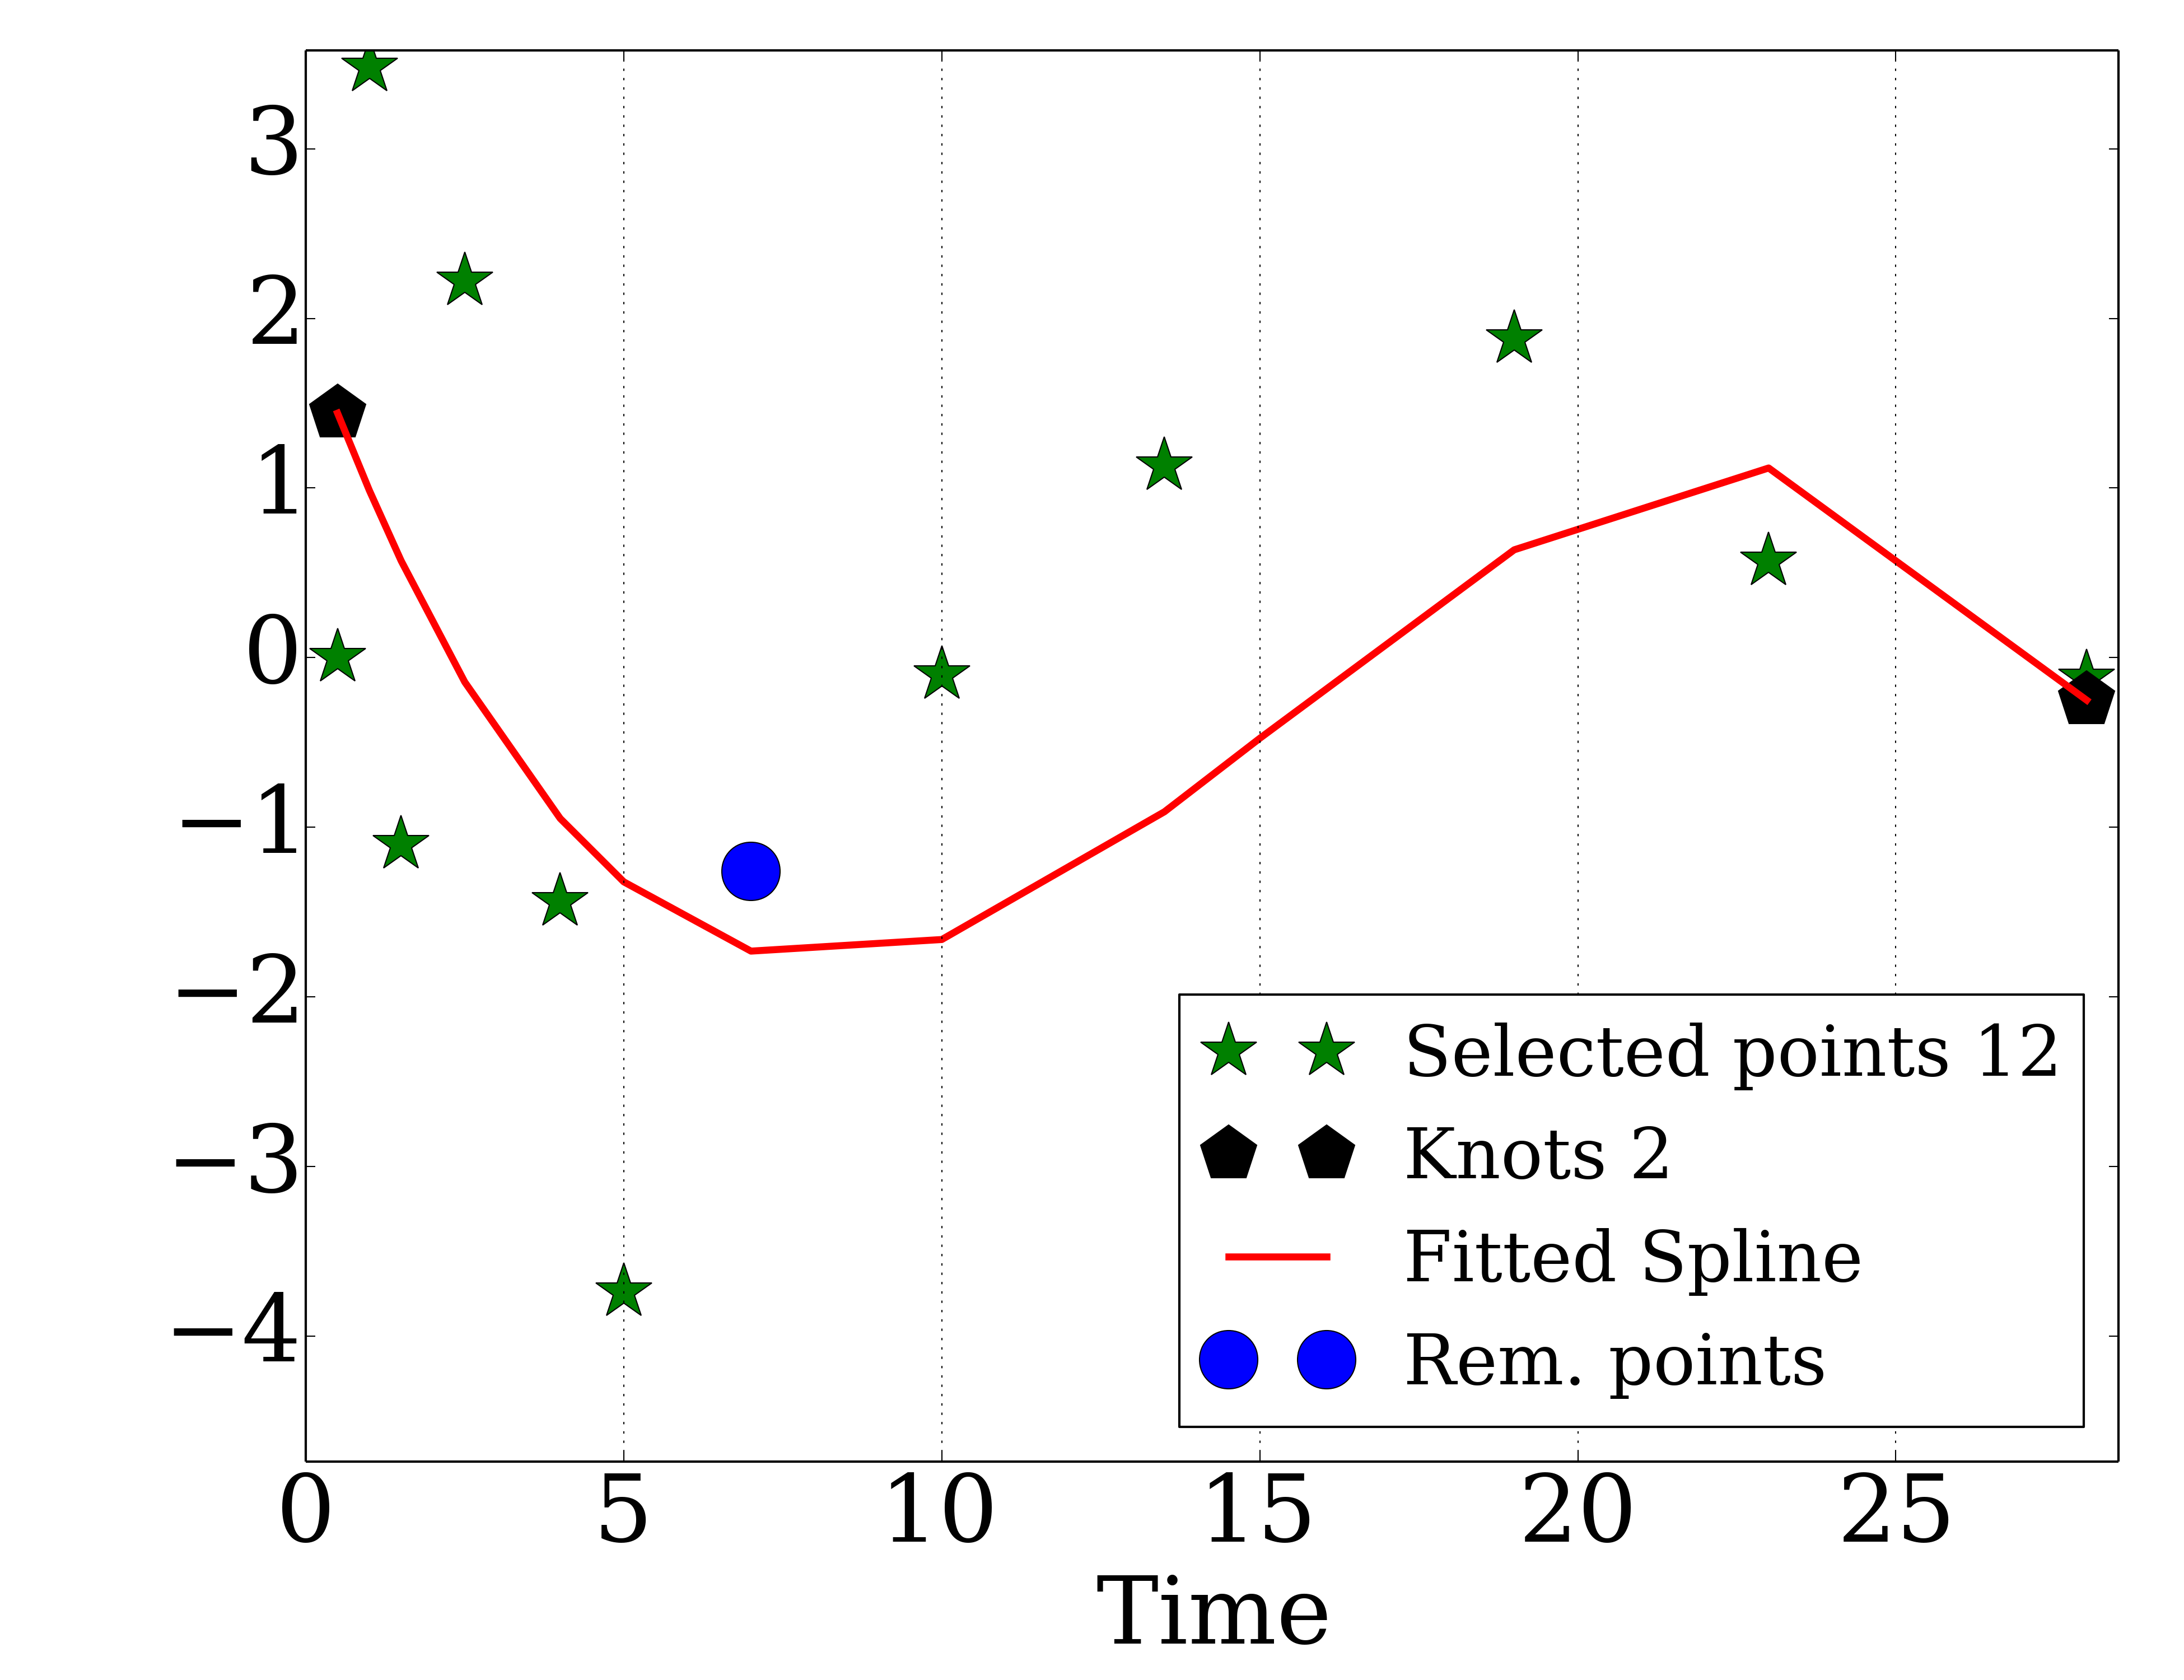 3
2
1
0
−1
−2
−3
−4
Selected points 12
Knots 2
Fitted Spline
Rem. points
0 5 10 15 20 25
Time